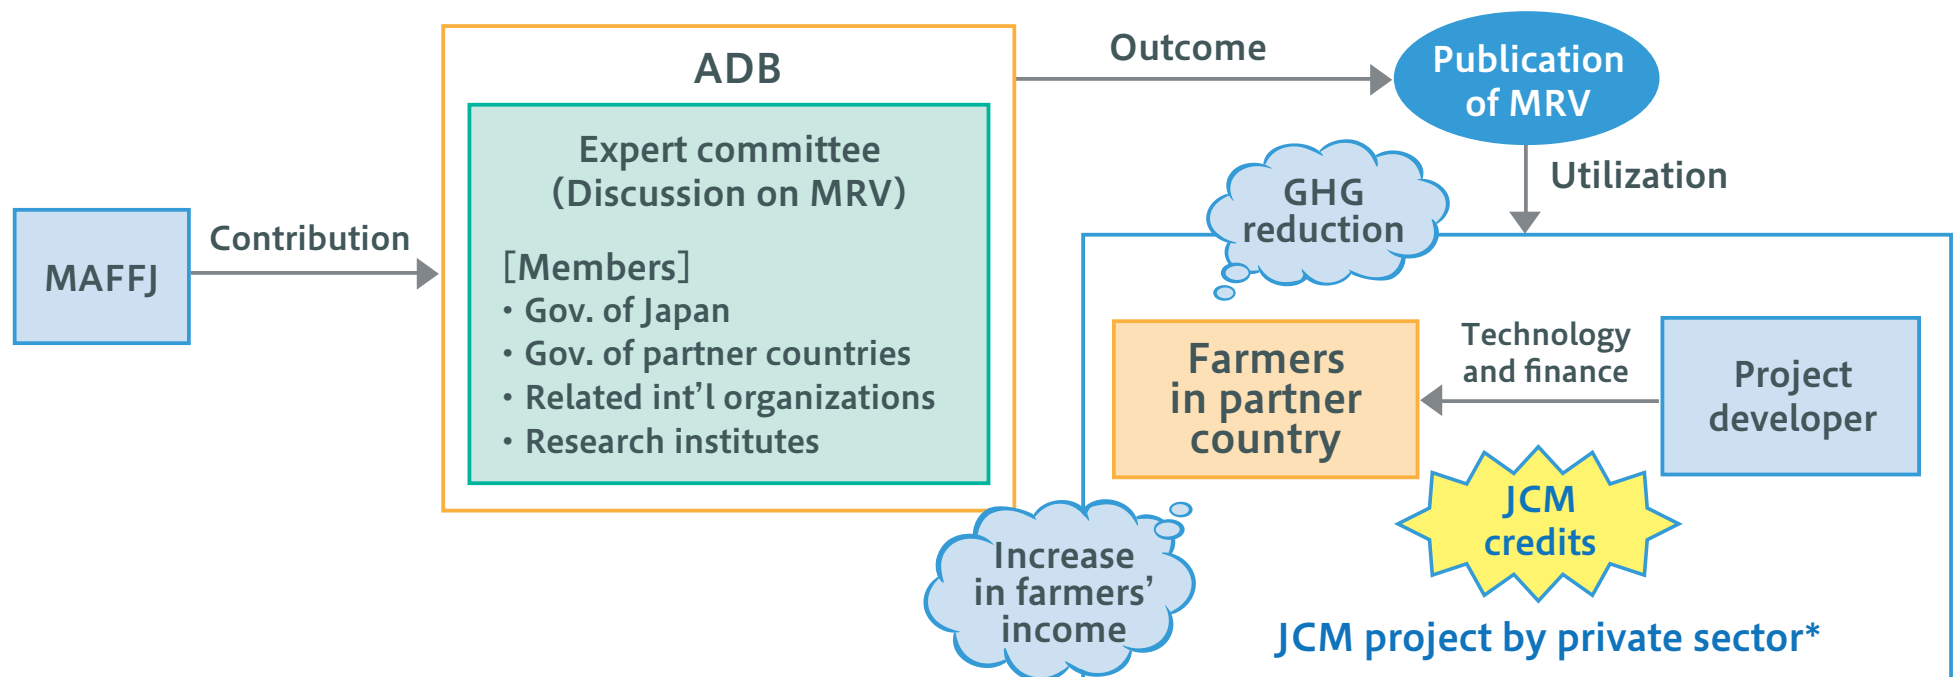 MAFFJ
Contribution
ADB
Expert committee
(Discussion on MRV)
[Members]
・Gov. of Japan
・Gov. of partner countries
・Related int’l organizations
・Research institutes
Outcome
Publication
of MRV
Utilization
GHG
reduction
Farmers
in partner
country
Technology
and finance
Project
developer
JCM
credits
Increase
in farmers’
income
JCM project by private sector*